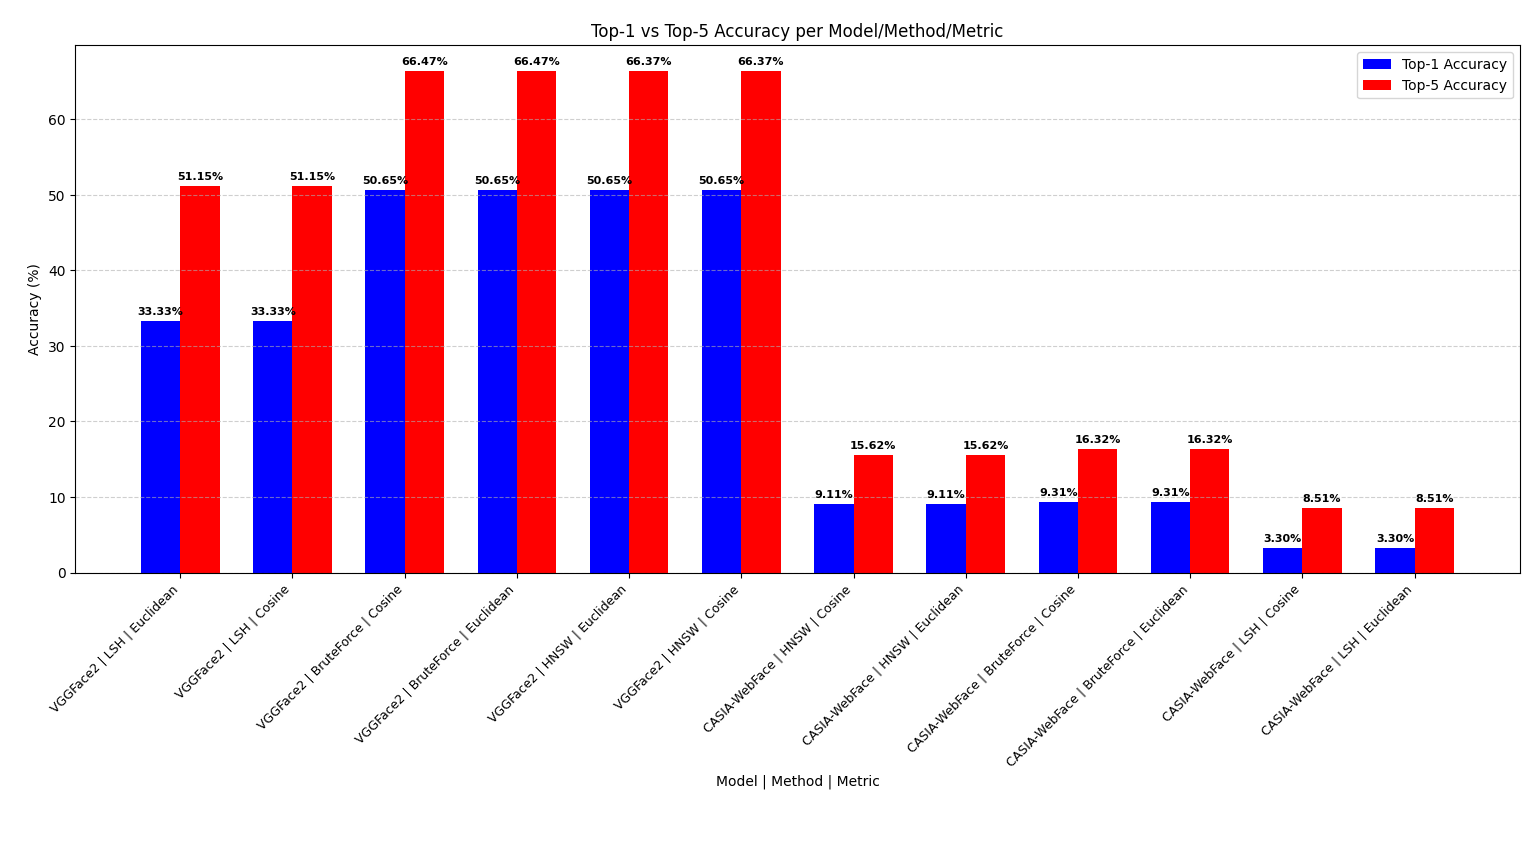 Top-1 vs Top-5 Accuracy per Model/Method/Metric
Top-1 Accuracy
Top-5 Accuracy
Accuracy (%)
60
50
40
30
20
10
0
33.33%
51.15%
33.33%
51.15%
50.65%
66.47%
50.65%
66.47%
50.65%
66.37%
50.65%
66.37%
9.11%
15.62%
9.11%
15.62%
9.31%
16.32%
9.31%
16.32%
3.30%
8.51%
3.30%
8.51%
VGGFace2 | LSH | Euclidean
VGGFace2 | LSH | Cosine
VGGFace2 | BruteForce | Cosine
VGGFace2 | BruteForce | Euclidean
VGGFace2 | HNSW | Euclidean
VGGFace2 | HNSW | Cosine
CASIA-WebFace | HNSW | Cosine
CASIA-WebFace | HNSW | Euclidean
CASIA-WebFace | BruteForce | Cosine
CASIA-WebFace | BruteForce | Euclidean
CASIA-WebFace | LSH | Cosine
CASIA-WebFace | LSH | Euclidean
Model | Method | Metric